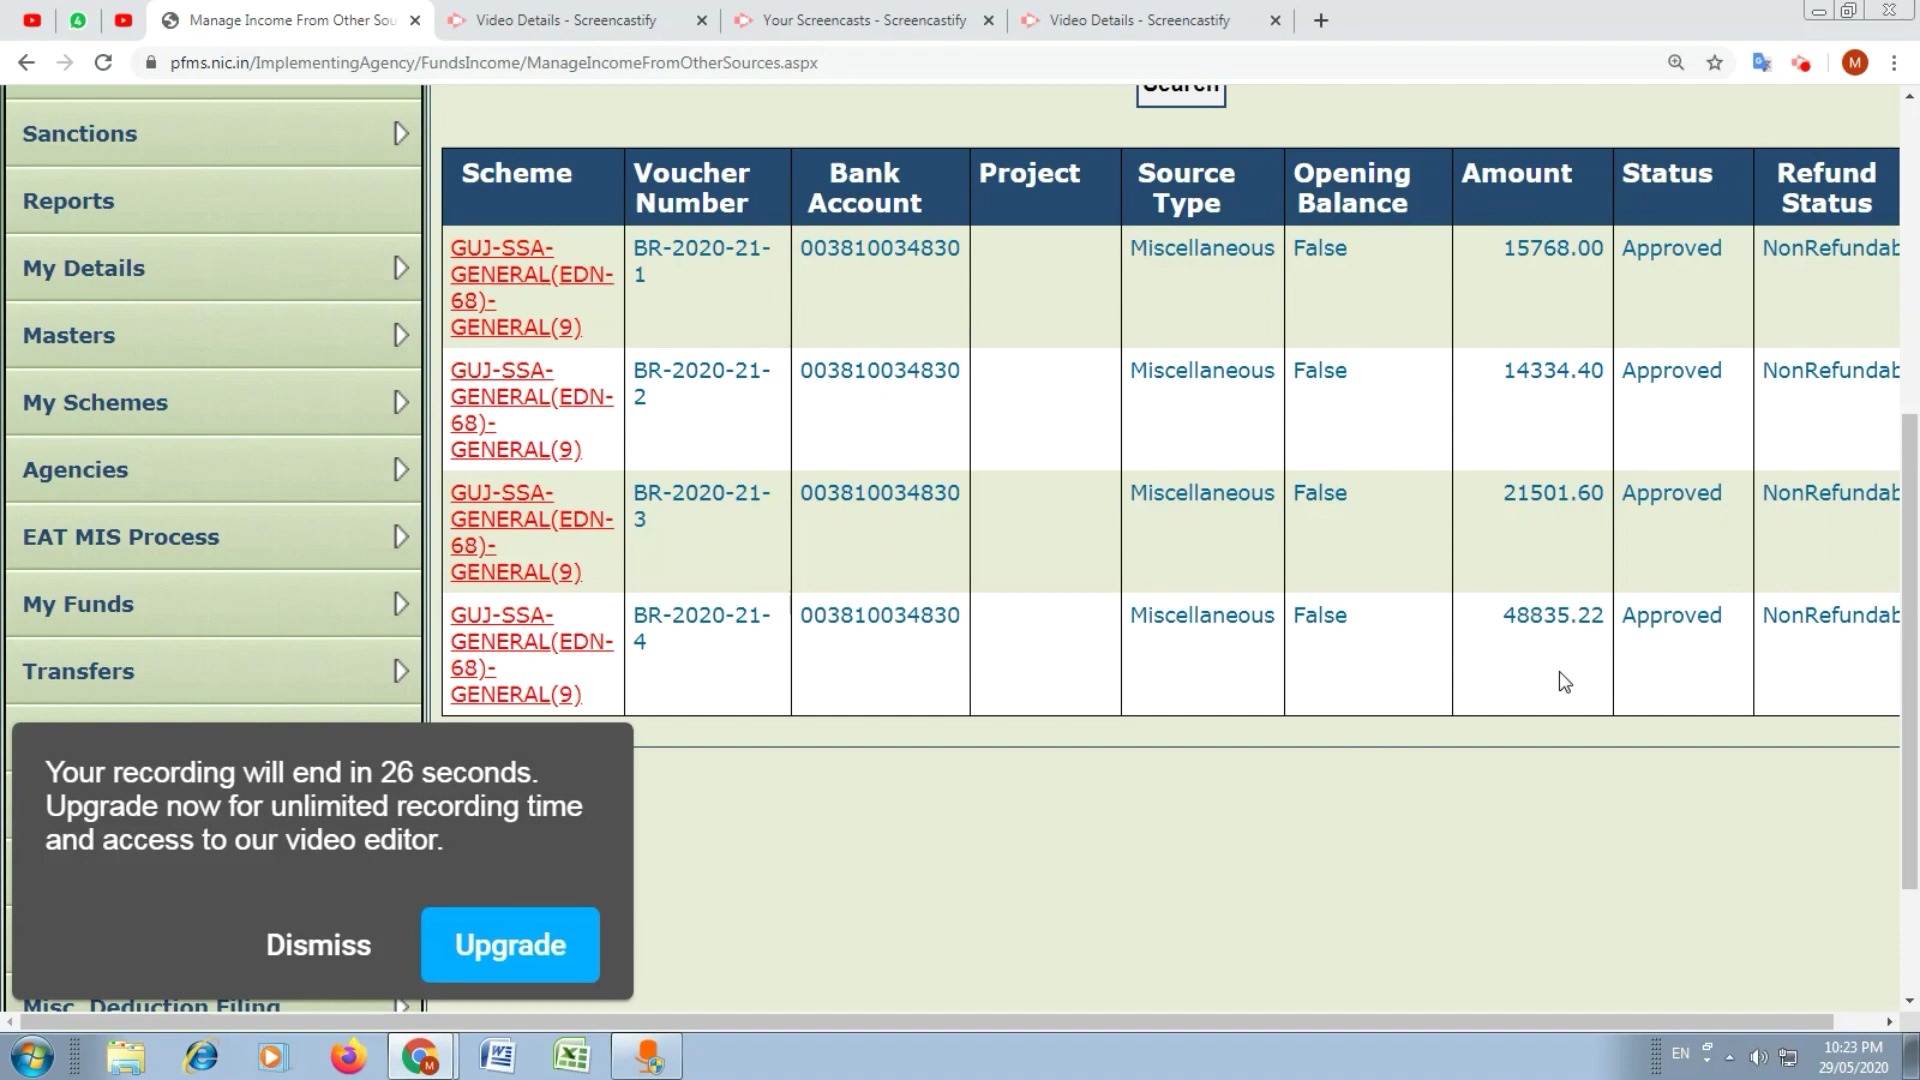 Manage Income From Other Sou
Video Details - Screencastify
Your Screencasts - Screencastify
Video Details - Screencastify
pfms.nic.in/ImplementingAgency/FundsIncome/ManageIncomeFromOtherSources.aspx
M
Search
Sanctions
Reports
My Details
Masters
My Schemes
Agencies
EAT MIS Process
My Funds
Transfers
Misc. Deduction Filing
Scheme
Voucher
Number
Bank
Account
Project
Source
Type
Opening
Balance
Amount
Status
Refund
Status
GUJ-SSA-
GENERAL(EDN-
68)-
GENERAL(9)
BR-2020-21-
1
003810034830
Miscellaneous
False
15768.00
Approved
NonRefundab
GUJ-SSA-
GENERAL(EDN-
68)-
GENERAL(9)
BR-2020-21-
2
003810034830
Miscellaneous
False
14334.40
Approved
NonRefundab
GUJ-SSA-
GENERAL(EDN-
68)-
GENERAL(9)
BR-2020-21-
3
003810034830
Miscellaneous
False
21501.60
Approved
NonRefundab
GUJ-SSA-
GENERAL(EDN-
68)-
GENERAL(9)
BR-2020-21-
4
003810034830
Miscellaneous
False
48835.22
Approved
NonRefundab
Your recording will end in 26 seconds.
Upgrade now for unlimited recording time
and access to our video editor.
Dismiss
Upgrade
EN
10:23 PM
29/05/2020